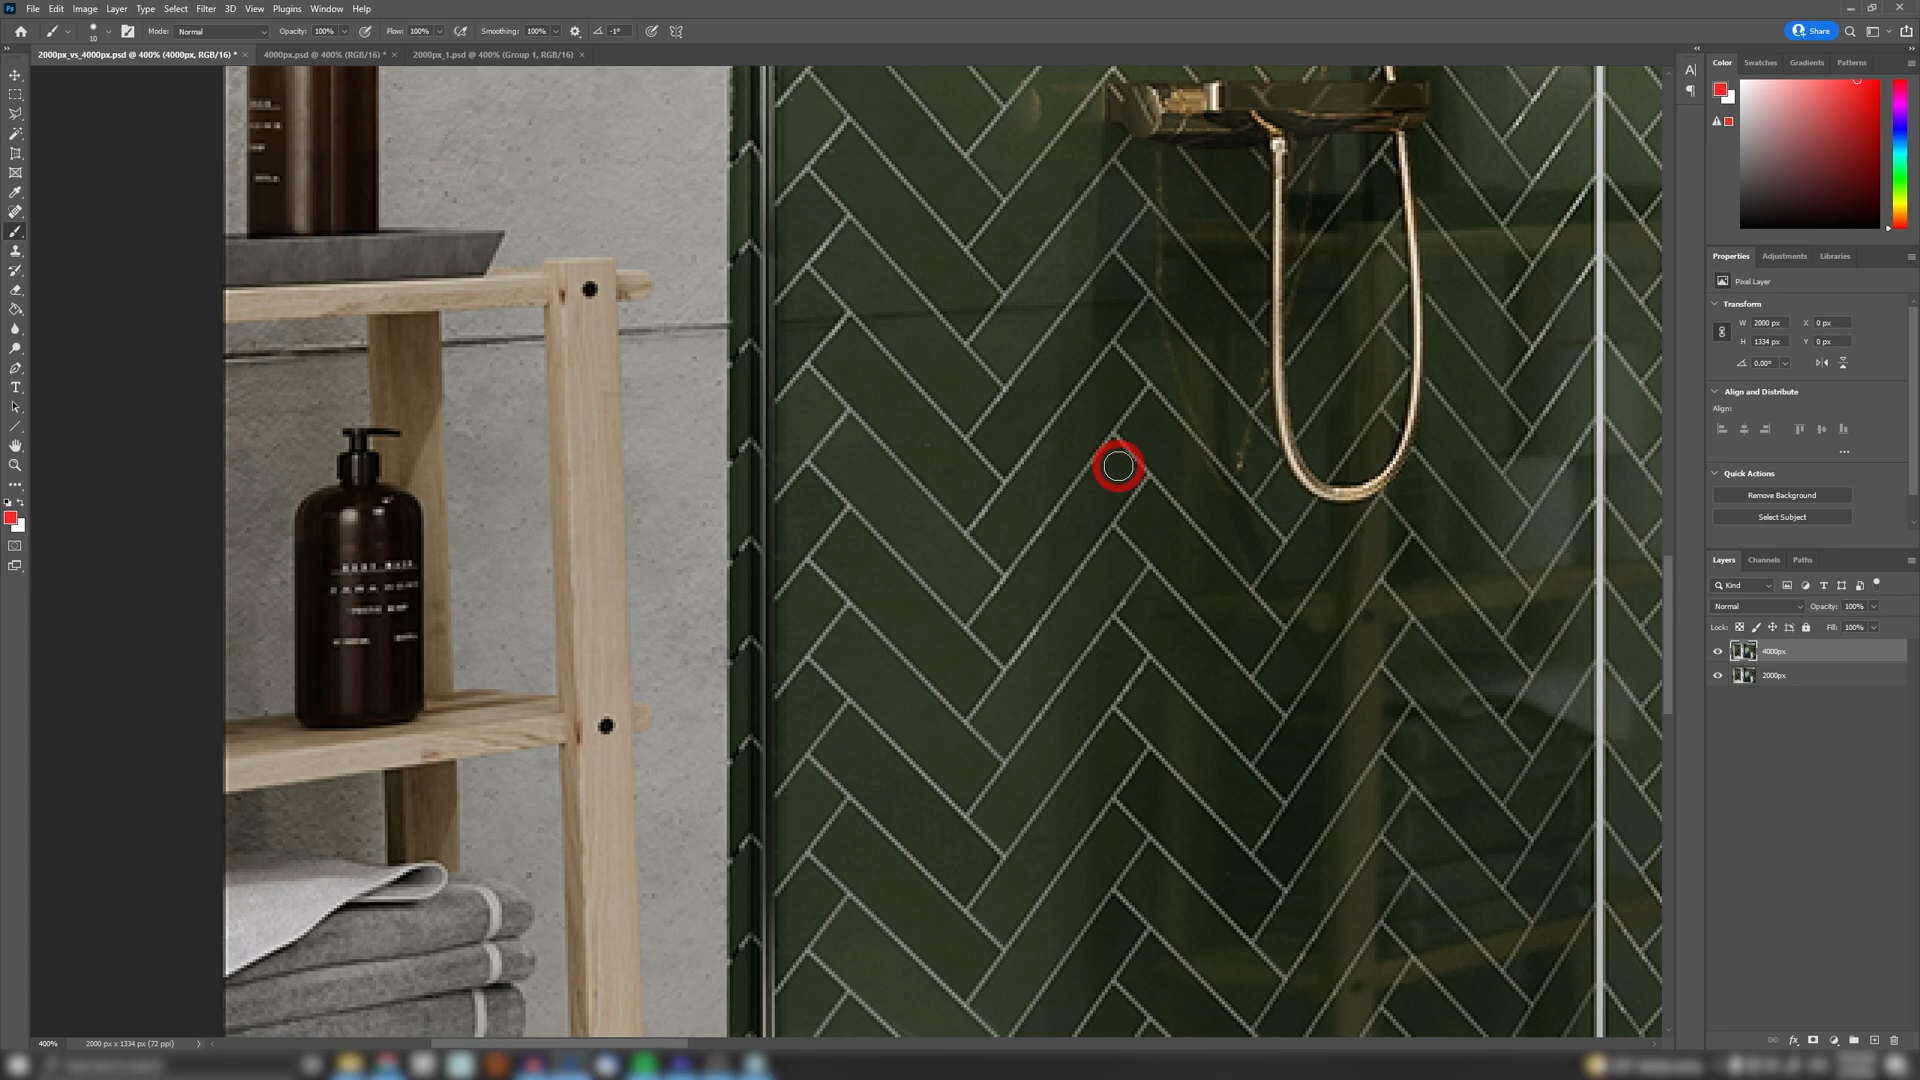 Ps File Edit Image Layer Type Select Filter 3D View Plugins Window Help
10 Mode: Normal Opacity: 100% Flow: 100% Smoothing: 100% -1° Share
2000px_vs_4000px.psd @ 400% (4000px, RGB/16) * × 4000px.psd @ 400% (RGB/16) * × 2000px_1.psd @ 400% (Group 1, RGB/16) ×
Color Swatches Gradients Patterns
Properties Adjustments Libraries
Pixel Layer
Transform
W 2000 px X 0 px
H 1334 px Y 0 px
0.00°
Align and Distribute
Align:
Quick Actions
Remove Background
Select Subject
Layers Channels Paths
Kind
Normal Opacity: 100%
Lock: Fill: 100%
4000px
2000px
400% 2000 px x 1334 px (72 ppi)